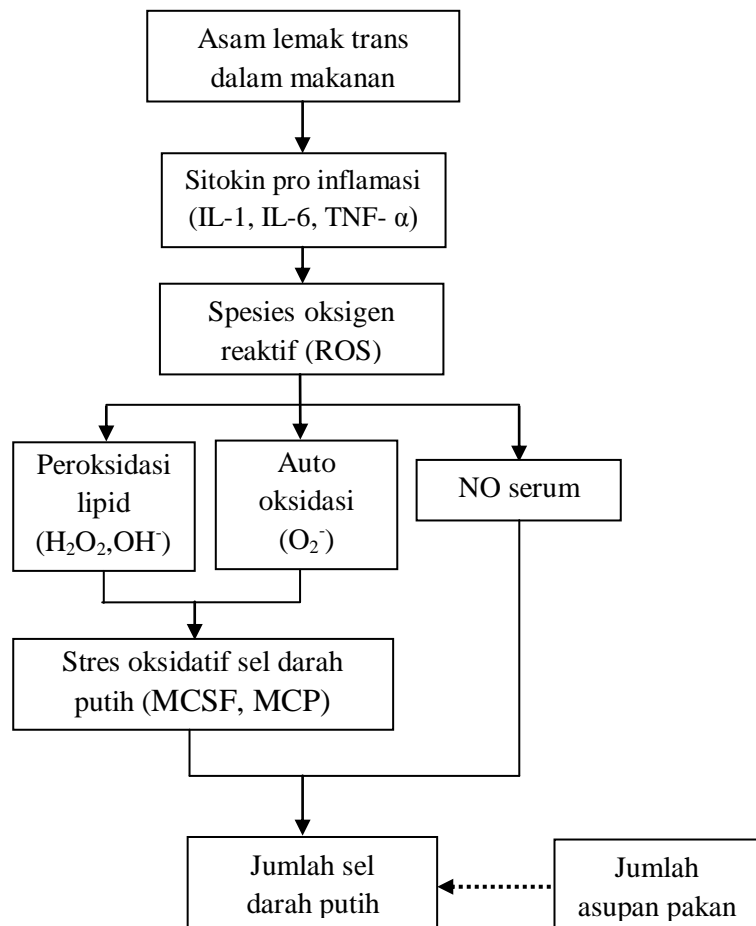 Asam lemak trans
dalam makanan
Sitokin pro inflamasi
(IL-1, IL-6, TNF- α)
Spesies oksigen
reaktif (ROS)
Peroksidasi
lipid
(H₂O₂,OH⁻)
Auto
oksidasi
(O₂⁻)
NO serum
Stres oksidatif sel darah
putih (MCSF, MCP)
Jumlah sel
darah putih
Jumlah
asupan pakan